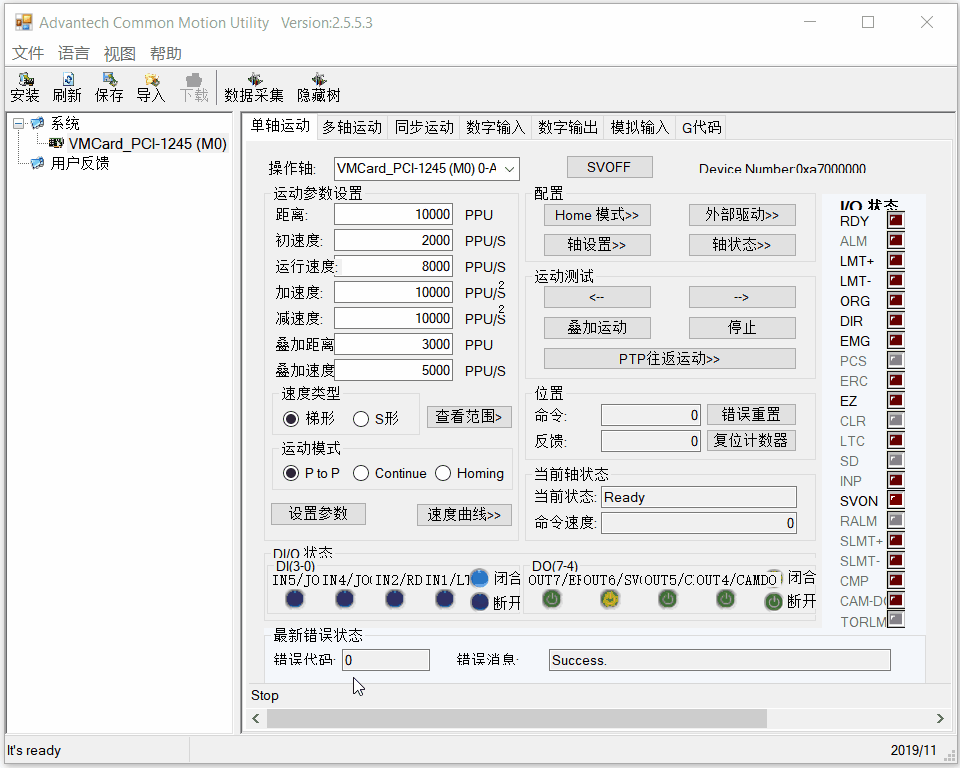 Advantech Common Motion Utility Version:2.5.5.3
文件 语言 视图 帮助
安装 刷新 保存 导入 下载 数据采集 隐藏树
系统
VMCard_PCI-1245 (M0)
用户反馈
单轴运动 多轴运动 同步运动 数字输入 数字输出 模拟输入 G代码
操作轴: VMCard_PCI-1245 (M0) 0-A SVOFF Device Number:0xa7000000
运动参数设置
距离: 10000 PPU
初速度: 2000 PPU/S
运行速度: 8000 PPU/S
加速度: 10000 PPU/S2
减速度: 10000 PPU/S2
叠加距离 3000 PPU
叠加速度 5000 PPU/S
速度类型
梯形 S形 查看范围>
运动模式
P to P Continue Homing
设置参数 速度曲线>>
配置
Home 模式>> 外部驱动>>
轴设置>> 轴状态>>
运动测试
<-- -->
叠加运动 停止
PTP往返运动>>
位置
命令: 0 错误重置
反馈: 0 复位计数器
当前轴状态
当前状态: Ready
命令速度: 0
I/O 状态
RDY
ALM
LMT+
LMT-
ORG
DIR
EMG
PCS
ERC
EZ
CLR
LTC
SD
INP
SVON
RALM
SLMT+
SLMT-
CMP
CAM-DO
TORLM
DI/O 状态
DI(3-0) DO(7-4)
IN5/JO IN4/JO IN2/RD IN1/LT 闭合 OUT7/ER OUT6/SV OUT5/C OUT4/CAMDO 闭合
断开 断开
最新错误状态
错误代码: 0 错误消息: Success.
Stop
It's ready 2019/11